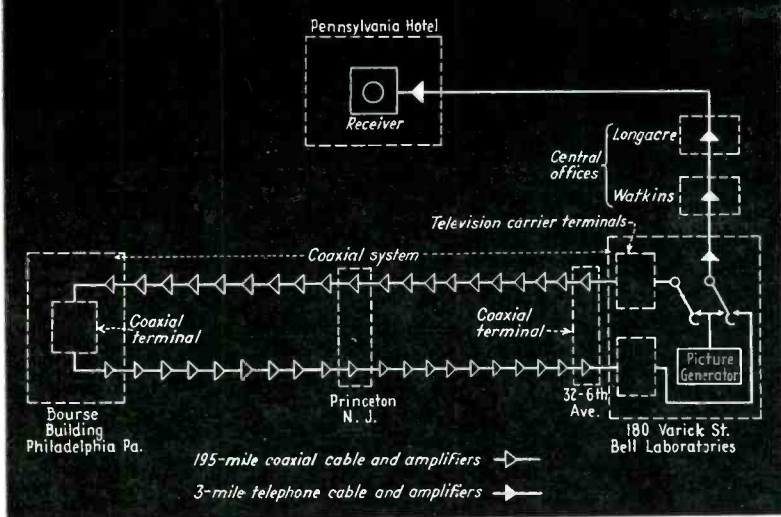 Pennsylvania Hotel
Receiver
Longacre
Central
offices
Watkins
Television carrier terminals
Coaxial system
Coaxial
terminal
Coaxial
terminal
Picture
Generator
Princeton
N. J.
32-6th
Ave.
Bourse
Building
Philadelphia Pa.
180 Varick St.
Bell Laboratories
195-mile coaxial cable and amplifiers
3-mile telephone cable and amplifiers